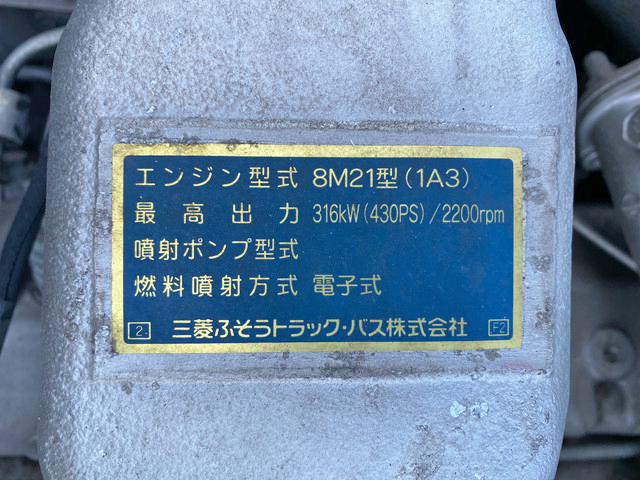 エンジン型式 8M21型(1A3)
最高出力 316kW(430PS)/2200rpm
噴射ポンプ型式
燃料噴射方式 電子式
2 三菱ふそうトラック・バス株式会社 F2